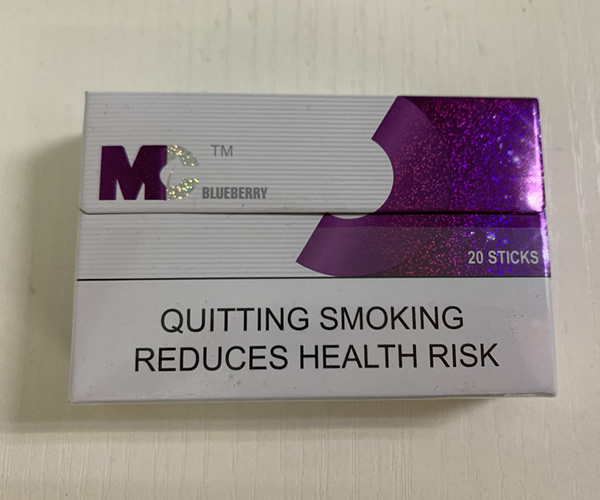 MC TM
BLUEBERRY
20 STICKS
QUITTING SMOKING
REDUCES HEALTH RISK